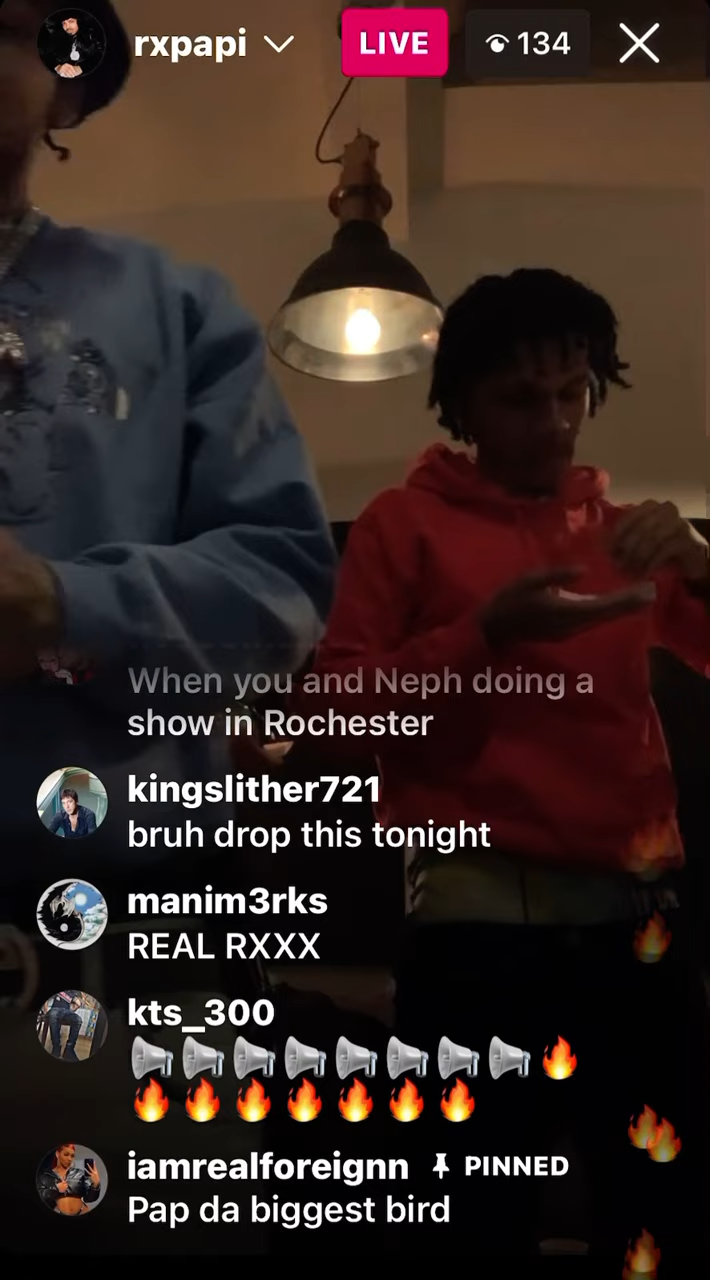 rxpapi
LIVE
134
When you and Neph doing a
show in Rochester
kingslither721
bruh drop this tonight
manim3rks
REAL RXXX
kts_300
📢📢📢📢📢📢📢📢🔥
🔥🔥🔥🔥🔥🔥🔥
iamrealforeignn PINNED
Pap da biggest bird